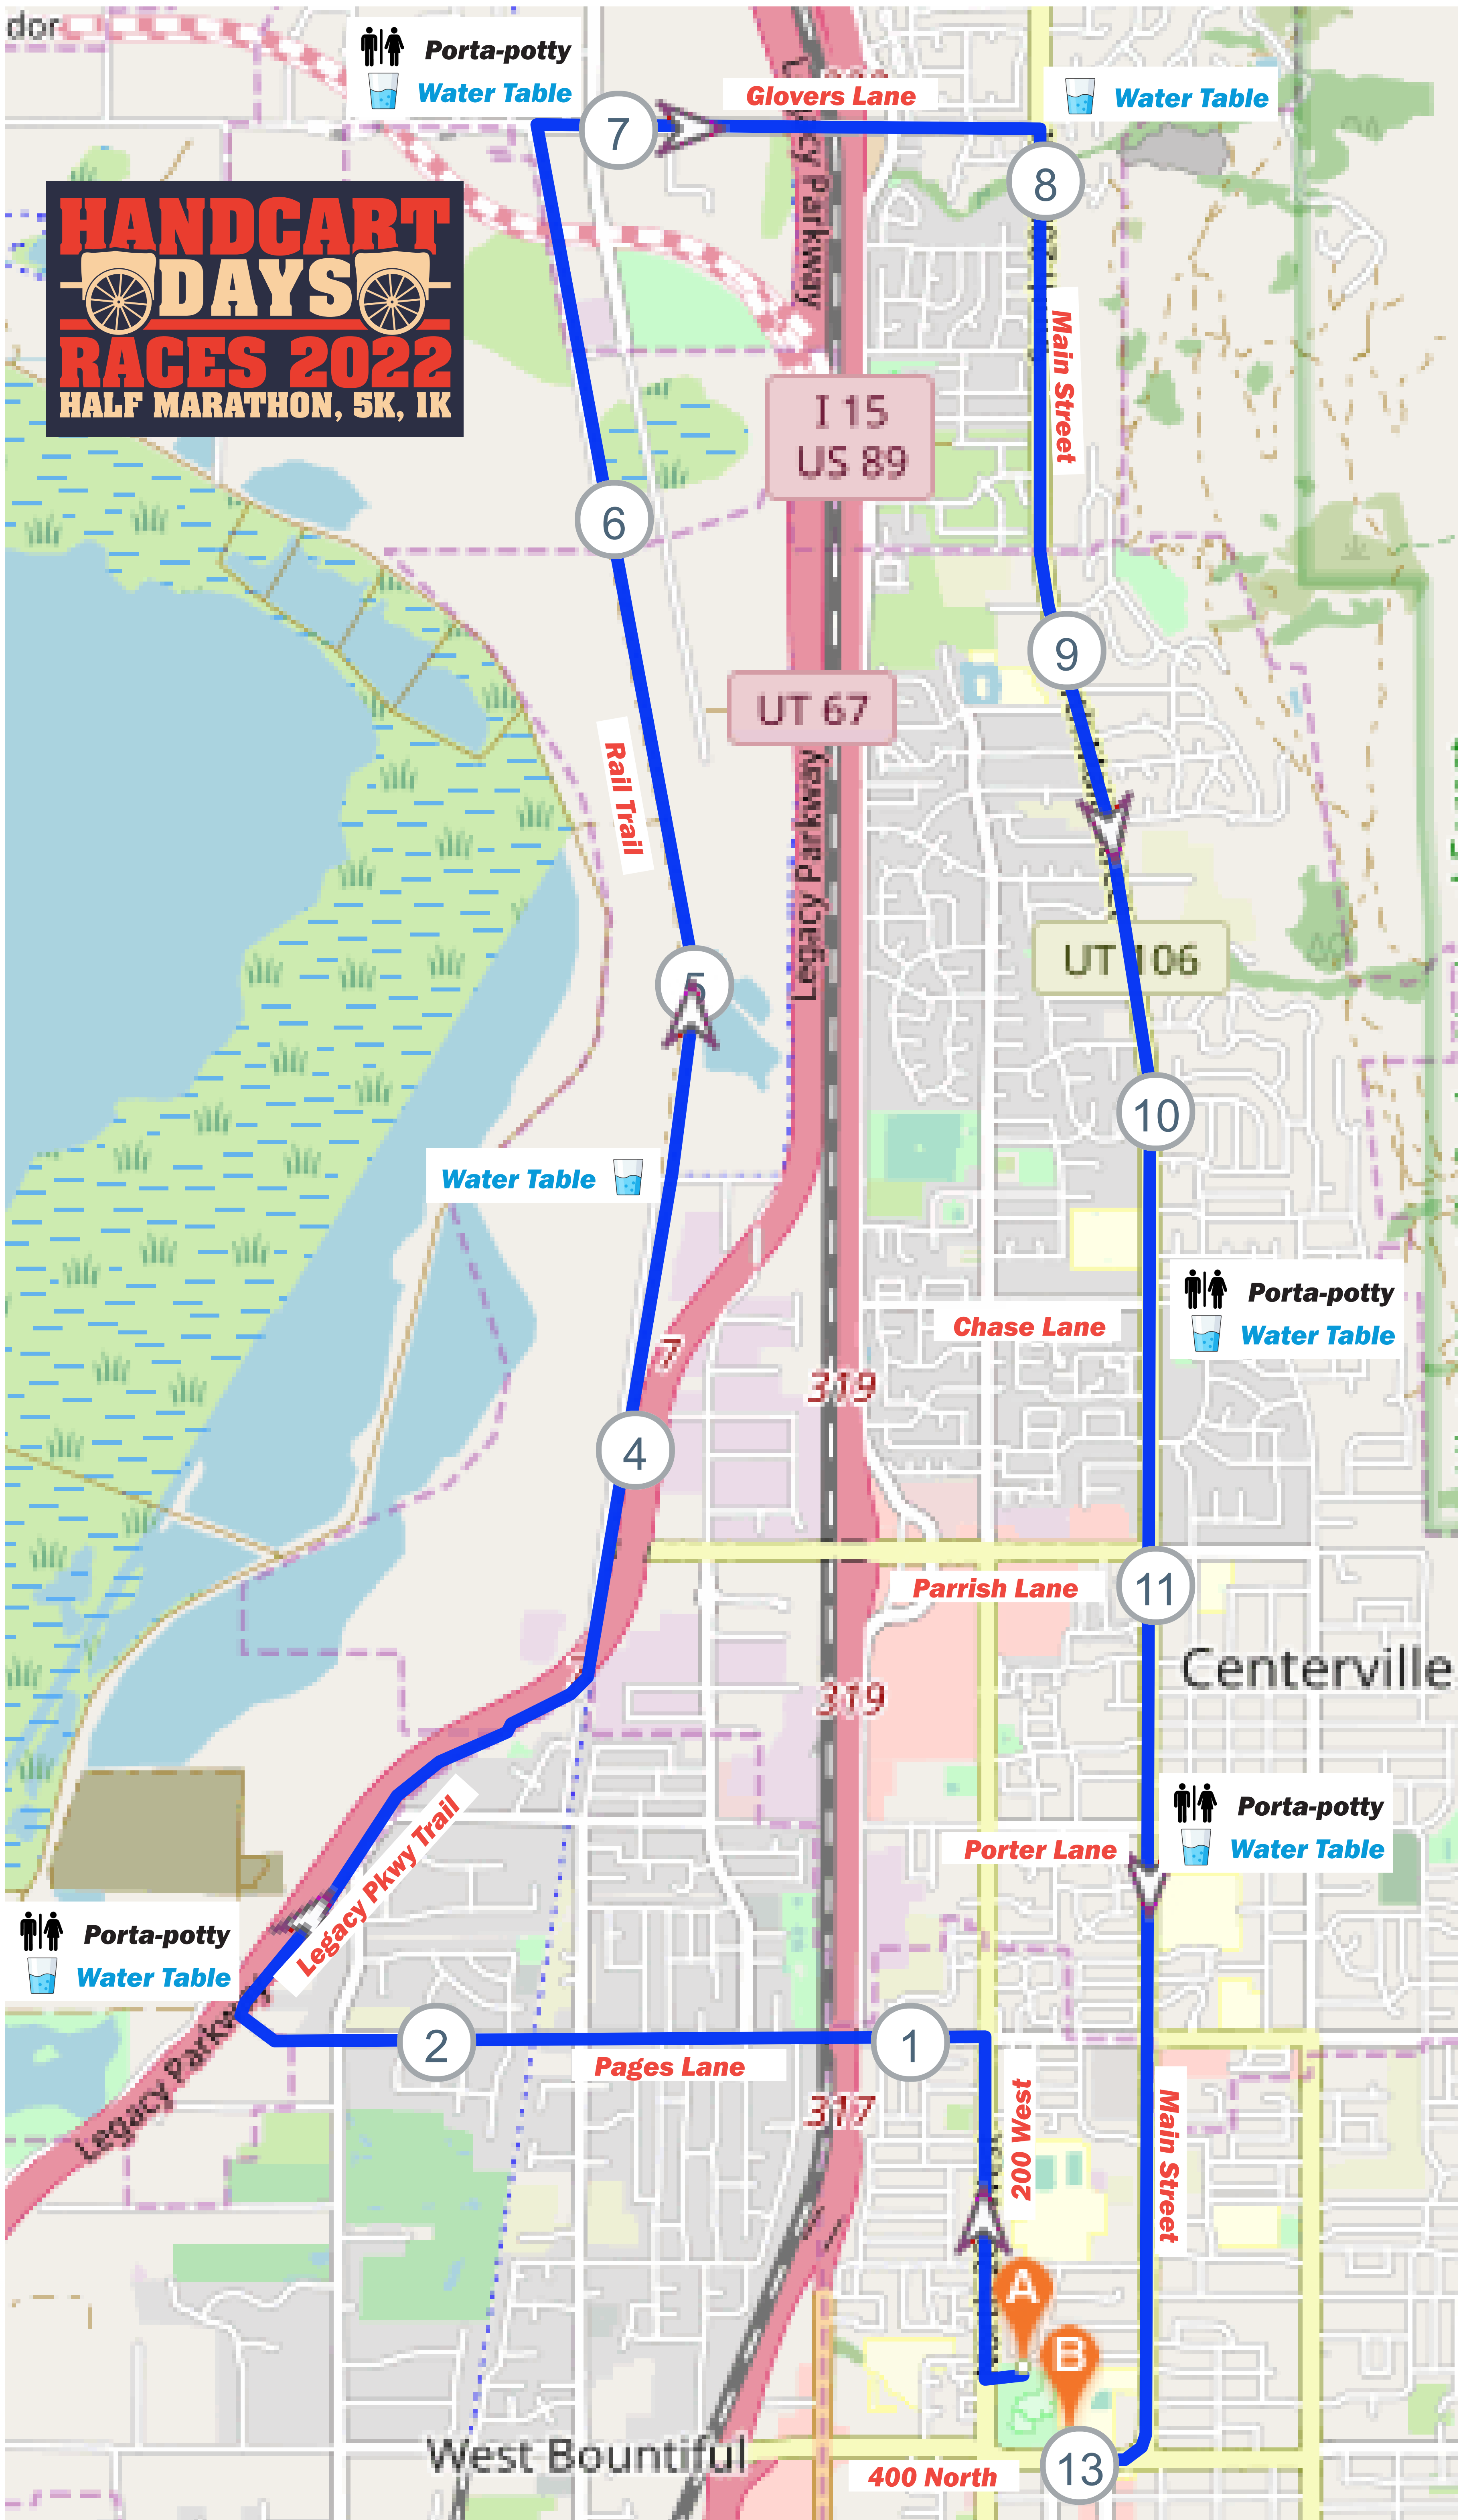 dor
Porta-potty
Water Table
Glovers Lane
Water Table
7
8
HANDCART
DAYS
RACES 2022
HALF MARATHON, 5K, 1K
Legacy Parkway
Main Street
I 15
US 89
6
9
UT 67
Rail Trail
Legacy Parkway
UT 106
5
10
Water Table
Porta-potty
Water Table
Chase Lane
7
319
4
Parrish Lane
11
Centerville
319
Legacy Pkwy Trail
Porter Lane
Porta-potty
Water Table
Porta-potty
Water Table
Legacy Parkw
2
1
Pages Lane
317
200 West
Main Street
A
B
West Bountiful
400 North
13